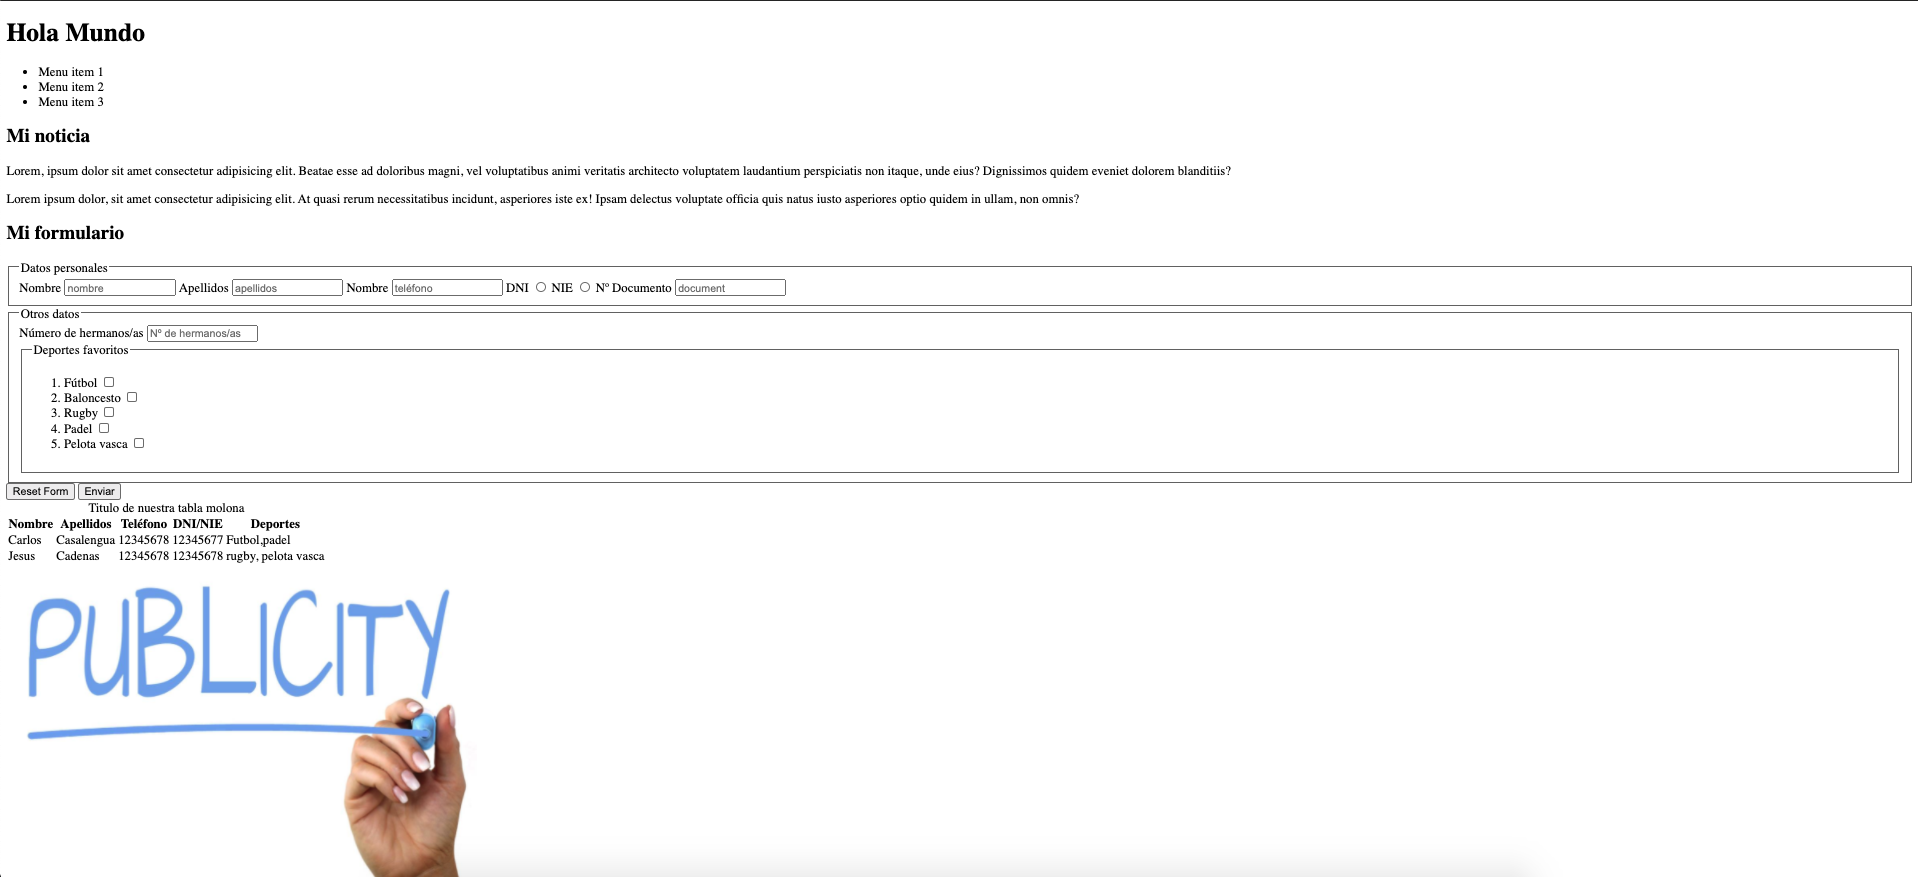 Hola Mundo
Menu item 1
Menu item 2
Menu item 3
Mi noticia
Lorem, ipsum dolor sit amet consectetur adipisicing elit. Beatae esse ad doloribus magni, vel voluptatibus animi veritatis architecto voluptatem laudantium perspiciatis non itaque, unde eius? Dignissimos quidem eveniet dolorem blanditiis?
Lorem ipsum dolor, sit amet consectetur adipisicing elit. At quasi rerum necessitatibus incidunt, asperiores iste ex! Ipsam delectus voluptate officia quis natus iusto asperiores optio quidem in ullam, non omnis?
Mi formulario
Datos personales
Nombre nombre Apellidos apellidos Nombre teléfono DNI NIE Nº Documento document
Otros datos
Número de hermanos/as Nº de hermanos/as
Deportes favoritos
1. Fútbol
2. Baloncesto
3. Rugby
4. Padel
5. Pelota vasca
Reset Form Enviar
Titulo de nuestra tabla molona
Nombre Apellidos Teléfono DNI/NIE Deportes
Carlos Casalengua 12345678 12345677 Futbol,padel
Jesus Cadenas 12345678 12345678 rugby, pelota vasca
PUBLICITY